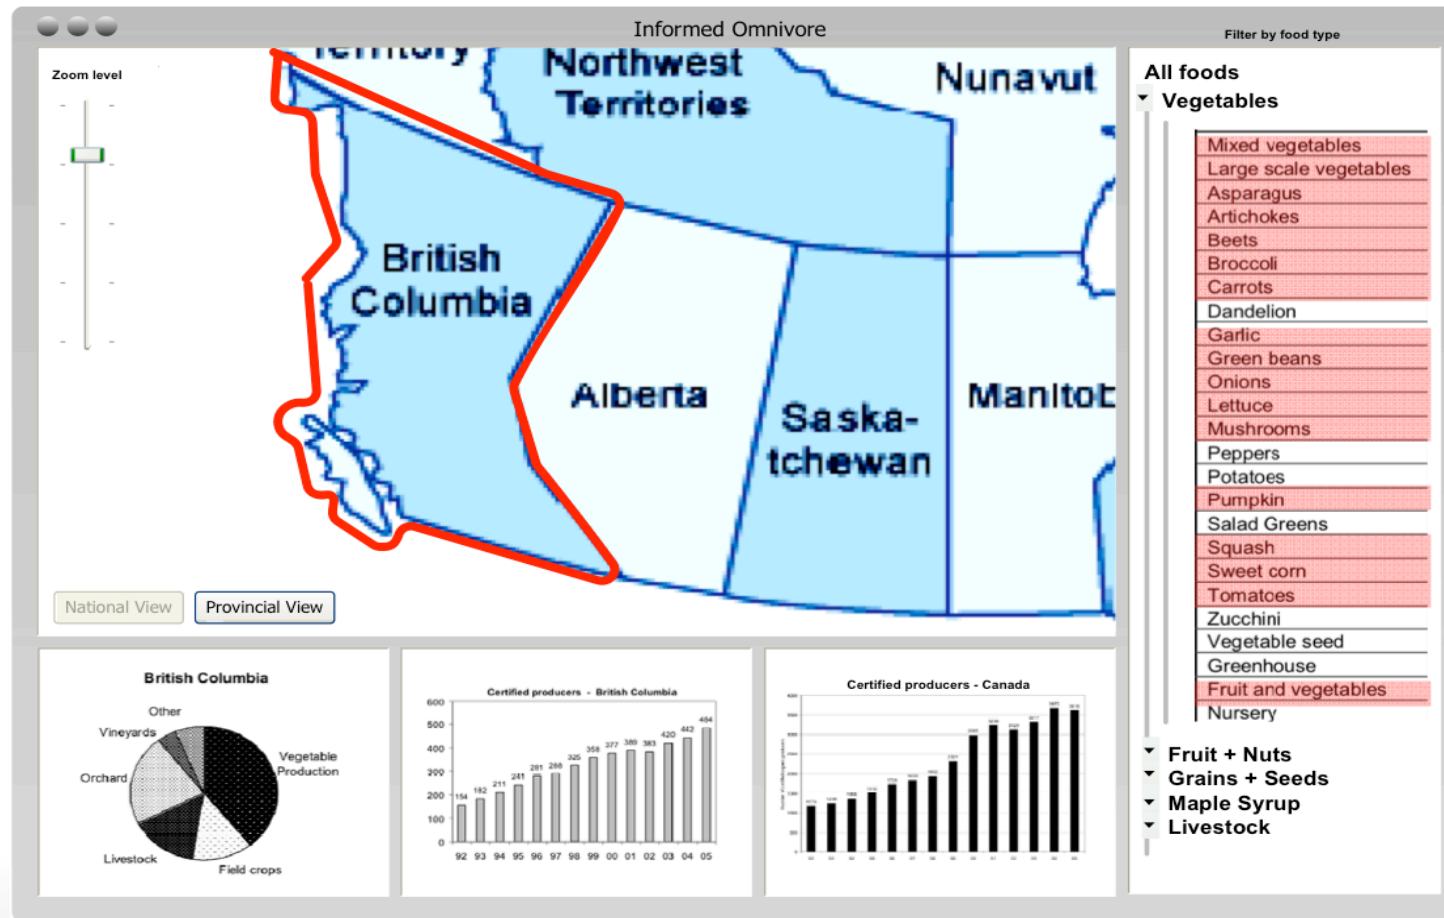 Informed Omnivore
Filter by food type
Zoom level
Territory
Northwest
Territories
Nunavut
British
Columbia
Alberta
Saska-
tchewan
Manitob
National View
Provincial View
All foods
Vegetables
Mixed vegetables
Large scale vegetables
Asparagus
Artichokes
Beets
Broccoli
Carrots
Dandelion
Garlic
Green beans
Onions
Lettuce
Mushrooms
Peppers
Potatoes
Pumpkin
Salad Greens
Squash
Sweet corn
Tomatoes
Zucchini
Vegetable seed
Greenhouse
Fruit and vegetables
Nursery
Fruit + Nuts
Grains + Seeds
Maple Syrup
Livestock
British Columbia
Other
Vineyards
Vegetable
Production
Orchard
Livestock
Field crops
Certified producers - British Columbia
600
500
400
300
200
100
0
154 182 211 241 281 288 325 358 377 389 383 420 442 484
92 93 94 95 96 97 98 99 00 01 02 03 04 05
Certified producers - Canada